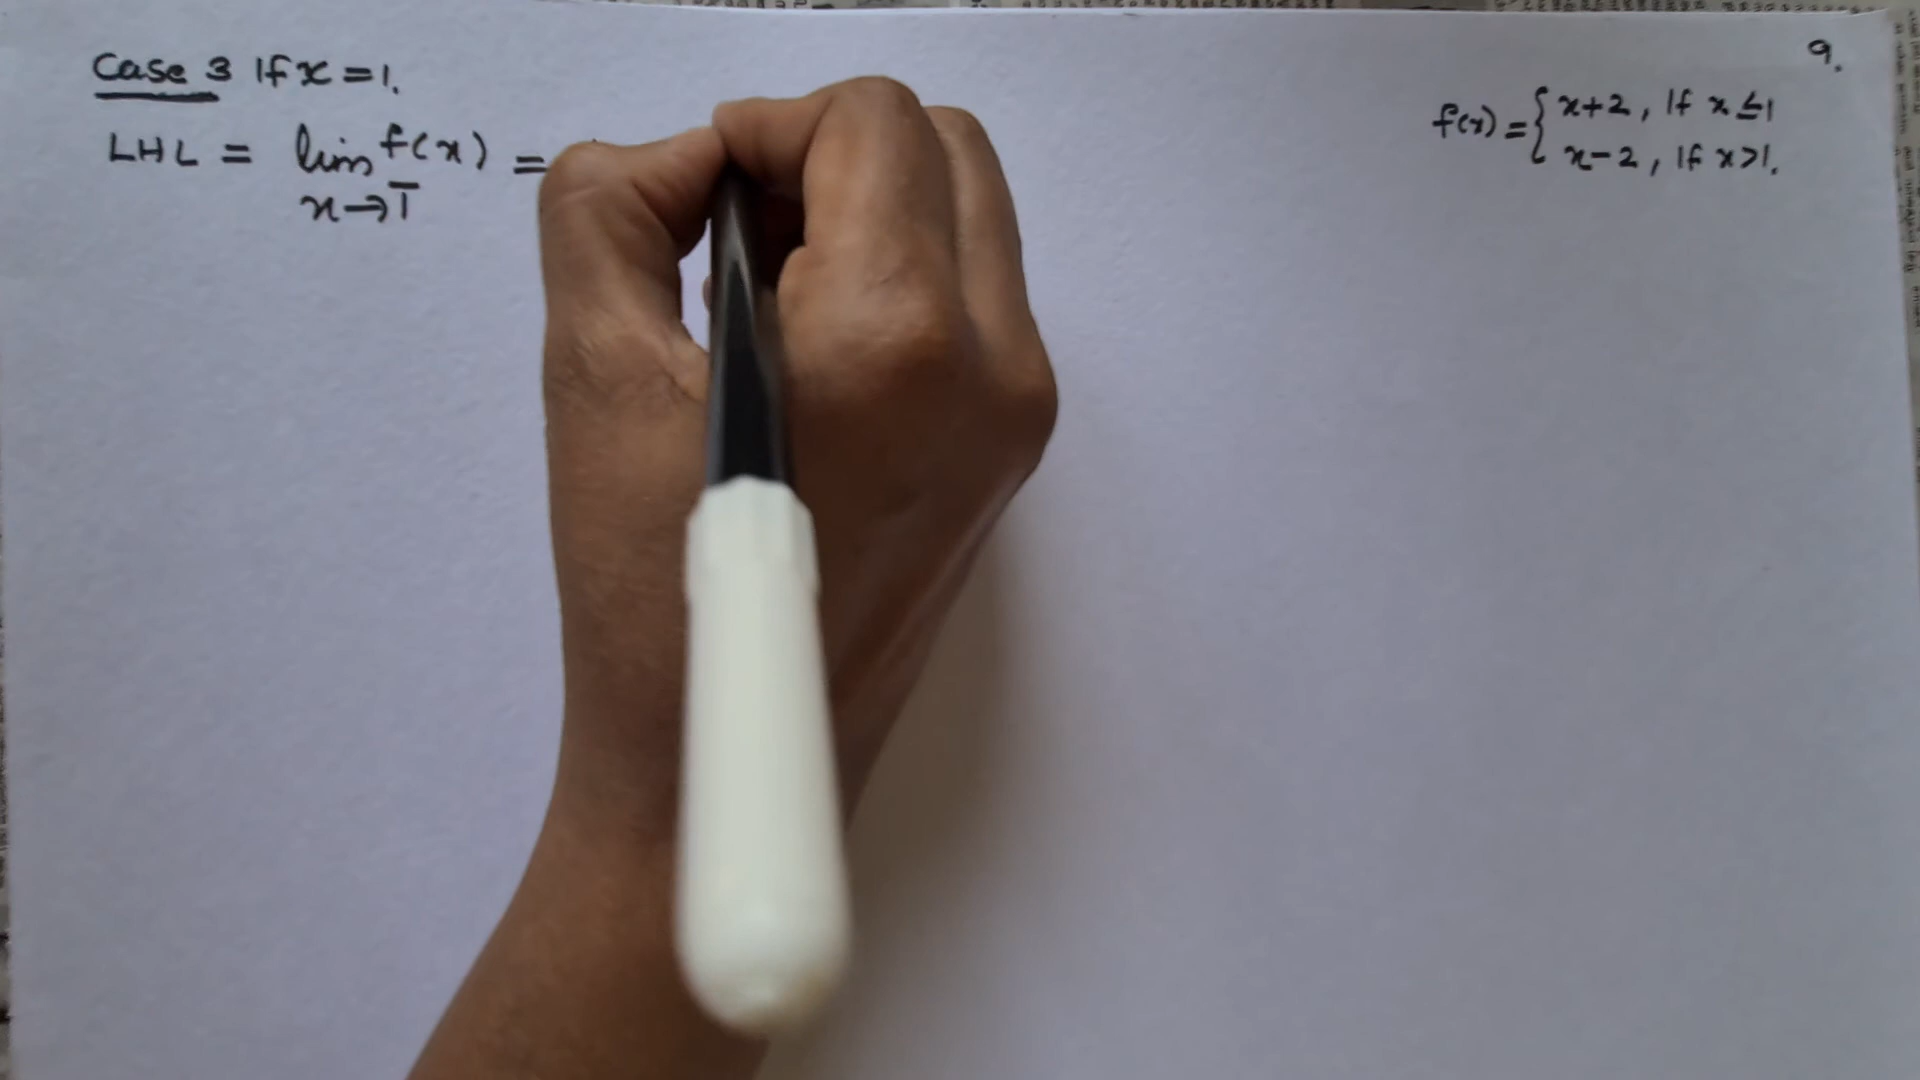 9.
Case 3 If x = 1.
LHL = lim f(x) =
x→1⁻
f(x) = { x+2, If x ≤ 1
x-2, If x > 1.